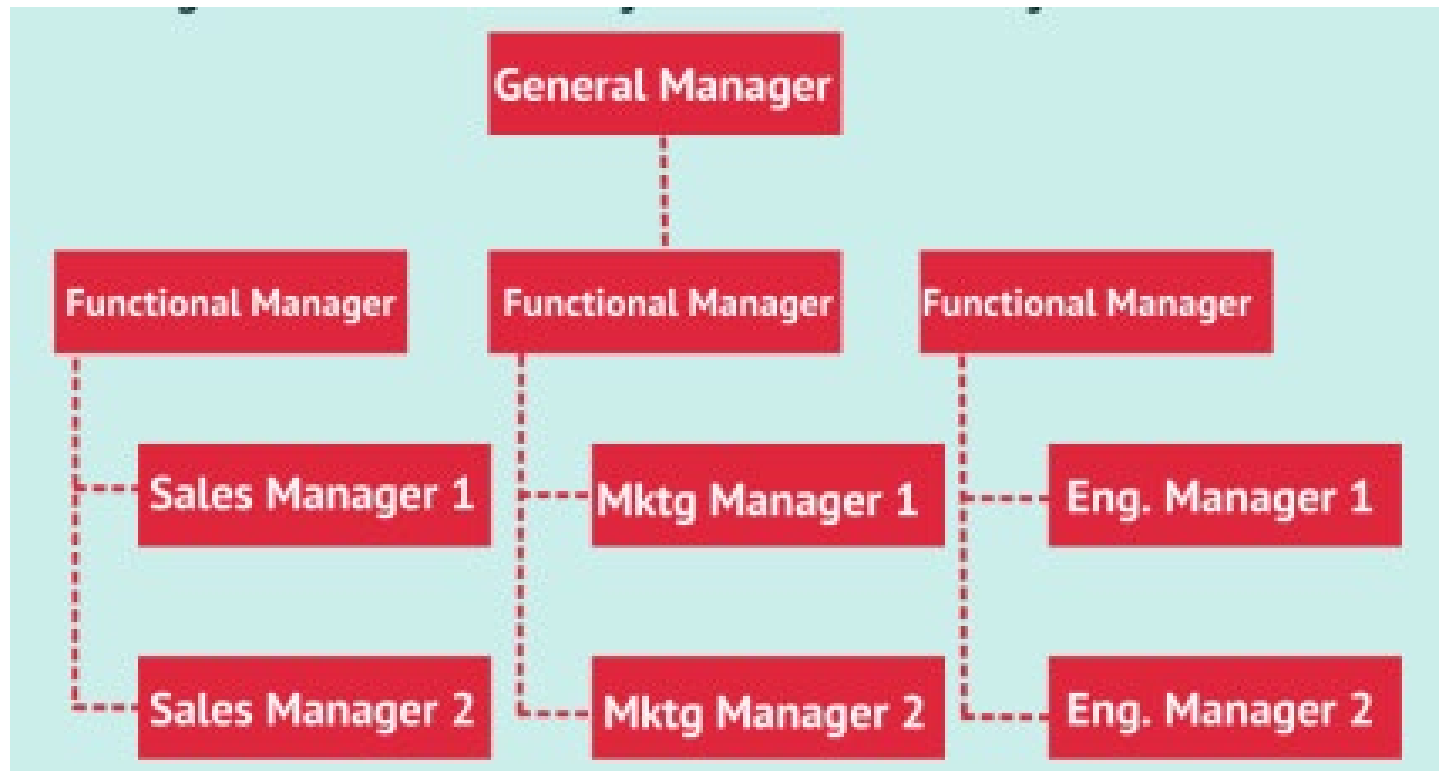 General Manager
Functional Manager
Functional Manager
Functional Manager
Sales Manager 1
Mktg Manager 1
Eng. Manager 1
Sales Manager 2
Mktg Manager 2
Eng. Manager 2